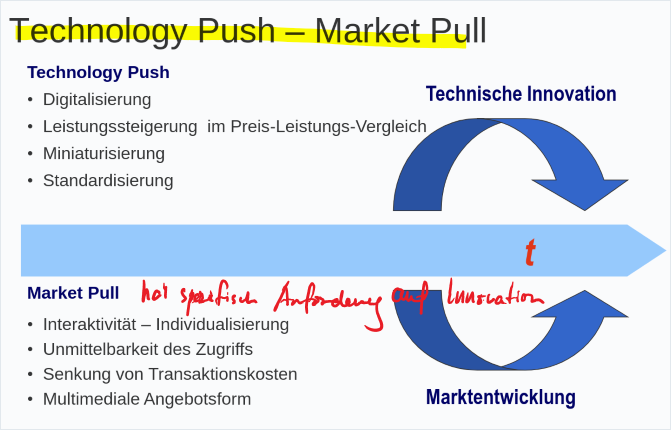 Technology Push – Market Pull
Technology Push
• Digitalisierung
• Leistungssteigerung im Preis-Leistungs-Vergleich
• Miniaturisierung
• Standardisierung
Technische Innovation
t
Market Pull hat spezifisch Anforderung auf Innovation
• Interaktivität – Individualisierung
• Unmittelbarkeit des Zugriffs
• Senkung von Transaktionskosten
• Multimediale Angebotsform
Marktentwicklung